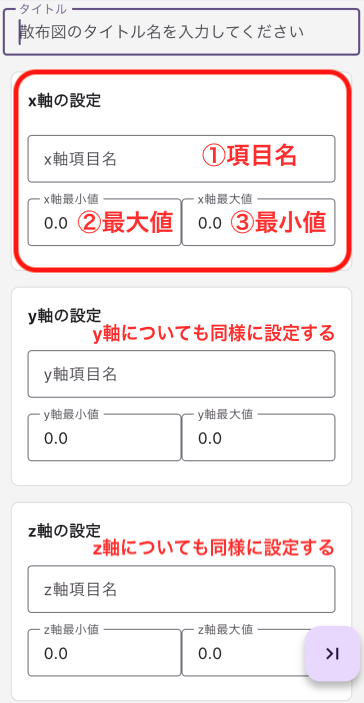 タイトル
散布図のタイトル名を入力してください
x軸の設定
x軸項目名 ①項目名
x軸最小値 x軸最大値
0.0 ②最大値 0.0 ③最小値
y軸の設定
y軸についても同様に設定する
y軸項目名
y軸最小値 y軸最大値
0.0 0.0
z軸の設定
z軸についても同様に設定する
z軸項目名
z軸最小値 z軸最大値
0.0 0.0